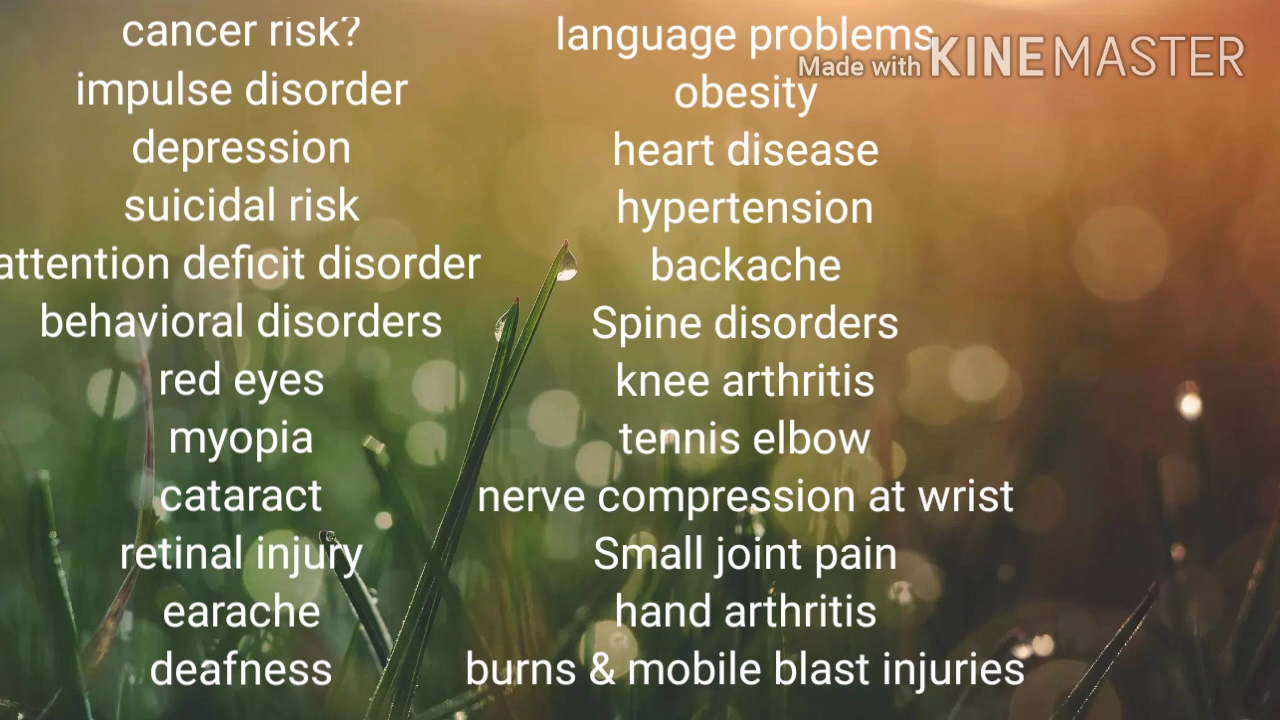 cancer risk?
impulse disorder
depression
suicidal risk
attention deficit disorder
behavioral disorders
red eyes
myopia
cataract
retinal injury
earache
deafness
language problems
obesity
heart disease
hypertension
backache
Spine disorders
knee arthritis
tennis elbow
nerve compression at wrist
Small joint pain
hand arthritis
burns & mobile blast injuries
Made with KINEMASTER